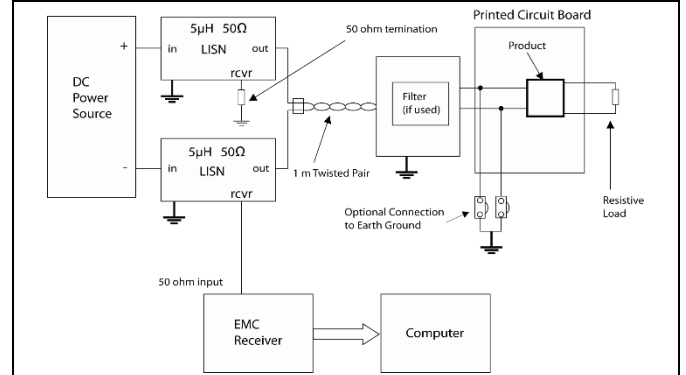 Printed Circuit Board
5μH 50Ω
LISN
in
out
rcvr
+
50 ohm temination
Product
DC
Power
Source
Filter
(if used)
5μH 50Ω
LISN
in
out
rcvr
-
1 m Twisted Pair
Optional Connection
to Earth Ground
Resistive
Load
50 ohm input
EMC
Receiver
Computer